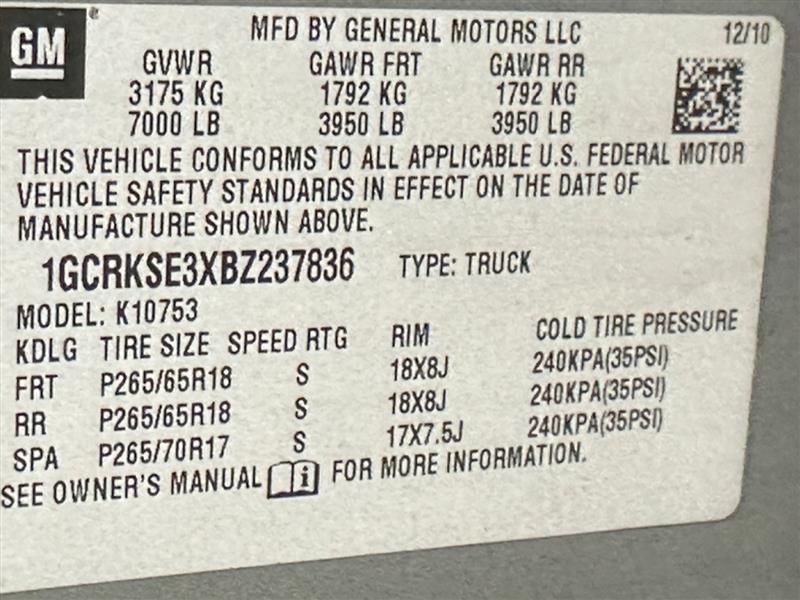 GM
MFD BY GENERAL MOTORS LLC 12/10
GVWR GAWR FRT GAWR RR
3175 KG 1792 KG 1792 KG
7000 LB 3950 LB 3950 LB
THIS VEHICLE CONFORMS TO ALL APPLICABLE U.S. FEDERAL MOTOR
VEHICLE SAFETY STANDARDS IN EFFECT ON THE DATE OF
MANUFACTURE SHOWN ABOVE.
1GCRKSE3XBZ237836 TYPE: TRUCK
MODEL: K10753
KDLG TIRE SIZE SPEED RTG RIM COLD TIRE PRESSURE
FRT P265/65R18 S 18X8J 240KPA(35PSI)
RR P265/65R18 S 18X8J 240KPA(35PSI)
SPA P265/70R17 S 17X7.5J 240KPA(35PSI)
SEE OWNER'S MANUAL i FOR MORE INFORMATION.